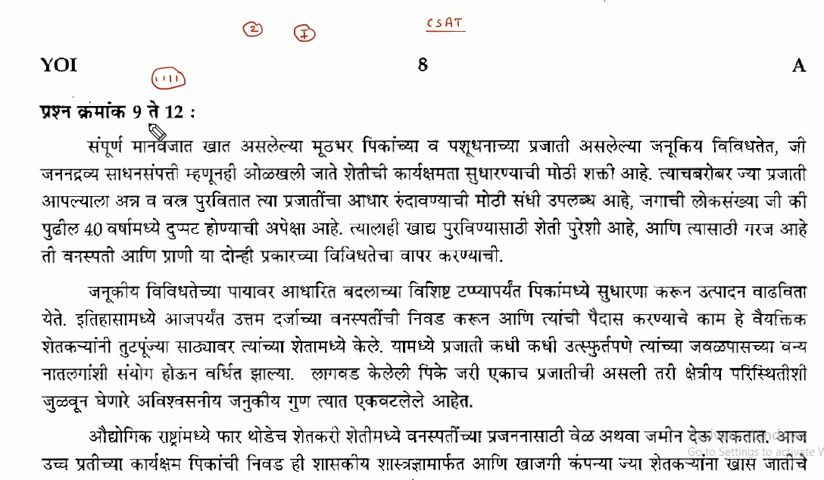 CSAT
2 I
YOI 8 A
प्रश्न क्रमांक 9 ते 12 :
संपूर्ण मानवजात खात असलेल्या मूठभर पिकांच्या व पशूधनाच्या प्रजाती असलेल्या जनूकिय विविधतेत, जी
जननद्रव्य साधनसंपत्ती म्हणूनही ओळखली जाते शेतीची कार्यक्षमता सुधारण्याची मोठी शक्ती आहे. त्याचबरोबर ज्या प्रजाती
आपल्याला अन्न व वस्त्र पुरवितात त्या प्रजातींचा आधार रुंदावण्याची मोठी संधी उपलब्ध आहे, जगाची लोकसंख्या जी की
पुढील 40 वर्षामध्ये दुप्पट होण्याची अपेक्षा आहे. त्यालाही खाद्य पुरविण्यासाठी शेती पुरेशी आहे, आणि त्यासाठी गरज आहे
ती वनस्पती आणि प्राणी या दोन्ही प्रकारच्या विविधतेचा वापर करण्याची.
जनूकीय विविधतेच्या पायावर आधारित बदलाच्या विशिष्ट टप्प्यापर्यंत पिकांमध्ये सुधारणा करून उत्पादन वाढविता
येते. इतिहासामध्ये आजपर्यंत उत्तम दर्जाच्या वनस्पतींची निवड करून आणि त्यांची पैदास करण्याचे काम हे वैयक्तिक
शेतकऱ्यांनी तुटपूंज्या साठ्यावर त्यांच्या शेतामध्ये केले. यामध्ये प्रजाती कधी कधी उत्स्फुर्तपणे त्यांच्या जवळपासच्या वन्य
नातलगांशी संयोग होऊन वर्धित झाल्या. लागवड केलेली पिके जरी एकाच प्रजातीची असली तरी क्षेत्रीय परिस्थितीशी
जुळवून घेणारे अविश्वसनीय जनुकीय गुण त्यात एकवटलेले आहेत.
औद्योगिक राष्ट्रांमध्ये फार थोडेच शेतकरी शेतीमध्ये वनस्पतींच्या प्रजननासाठी वेळ अथवा जमीन देऊ शकतात. आज
उच्च प्रतीच्या कार्यक्षम पिकांची निवड ही शासकीय शास्त्रज्ञामार्फत आणि खाजगी कंपन्या ज्या शेतकऱ्यांना खास जातीचे
Go to Settings to activate W